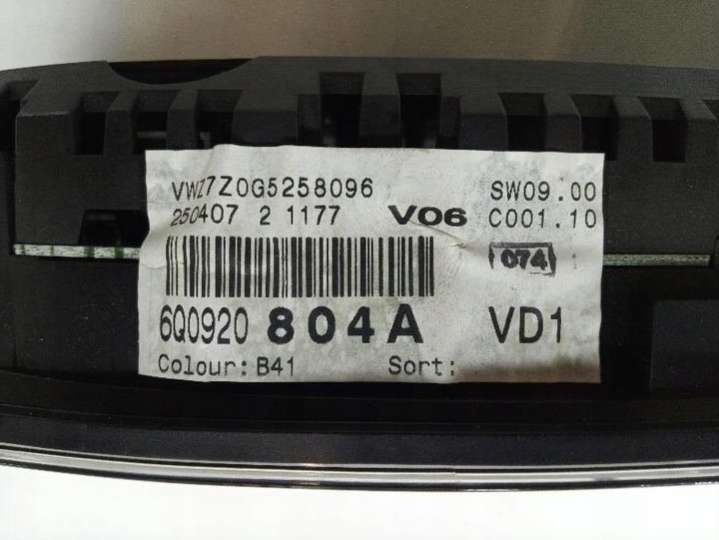 VWZ7Z0G5258096 SW09.00
250407 2 1177 V06 C001.10
074
6Q0920 804A VD1
Colour: B41 Sort: